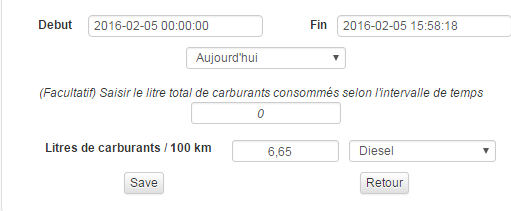 Debut 2016-02-05 00:00:00 Fin 2016-02-05 15:58:18
Aujourd'hui
(Facultatif) Saisir le litre total de carburants consommés selon l'intervalle de temps
0
Litres de carburants / 100 km 6,65 Diesel
Save Retour